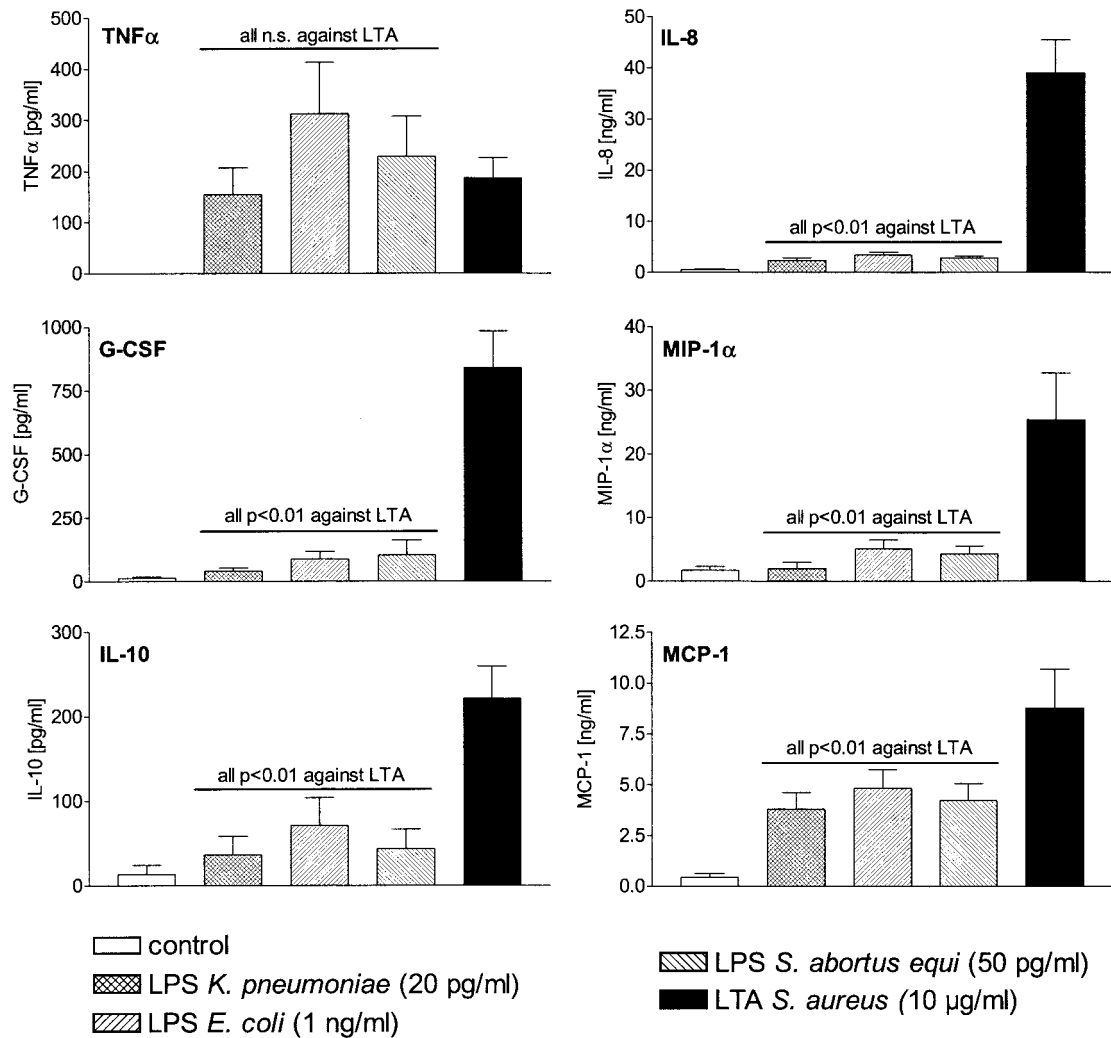 TNFα
all n.s. against LTA
TNFα [pg/ml]
500
400
300
200
100
0
IL-8
all p<0.01 against LTA
IL-8 [ng/ml]
50
40
30
20
10
0
G-CSF
all p<0.01 against LTA
G-CSF [pg/ml]
1000
750
500
250
0
MIP-1α
all p<0.01 against LTA
MIP-1α [ng/ml]
40
30
20
10
0
IL-10
all p<0.01 against LTA
IL-10 [pg/ml]
300
200
100
0
MCP-1
all p<0.01 against LTA
MCP-1 [ng/ml]
12.5
10.0
7.5
5.0
2.5
0.0
control
LPS K. pneumoniae (20 pg/ml)
LPS E. coli (1 ng/ml)
LPS S. abortus equi (50 pg/ml)
LTA S. aureus (10 µg/ml)